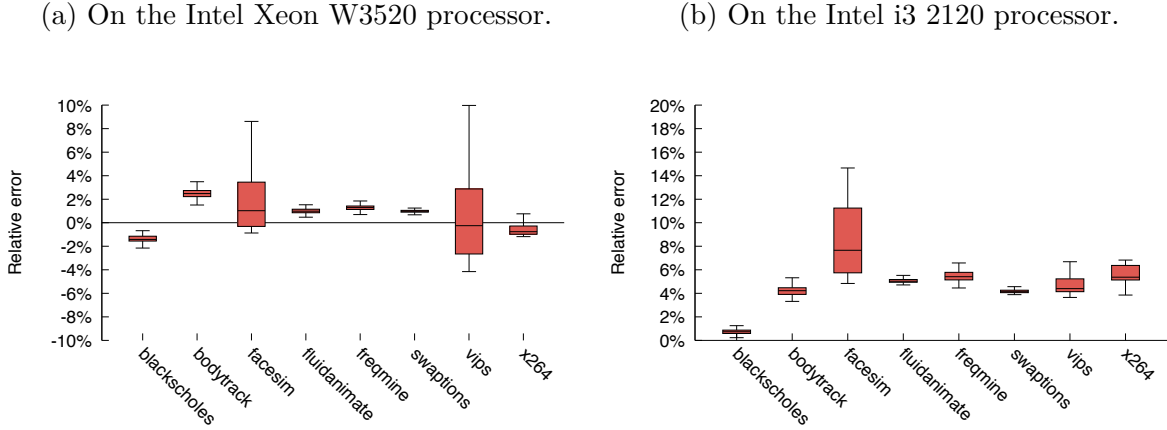 (a) On the Intel Xeon W3520 processor.
(b) On the Intel i3 2120 processor.
Relative error
10%
8%
6%
4%
2%
0%
-2%
-4%
-6%
-8%
-10%
blackscholes
bodytrack
facesim
fluidanimate
freqmine
swaptions
vips
x264
Relative error
20%
18%
16%
14%
12%
10%
8%
6%
4%
2%
0%
blackscholes
bodytrack
facesim
fluidanimate
freqmine
swaptions
vips
x264